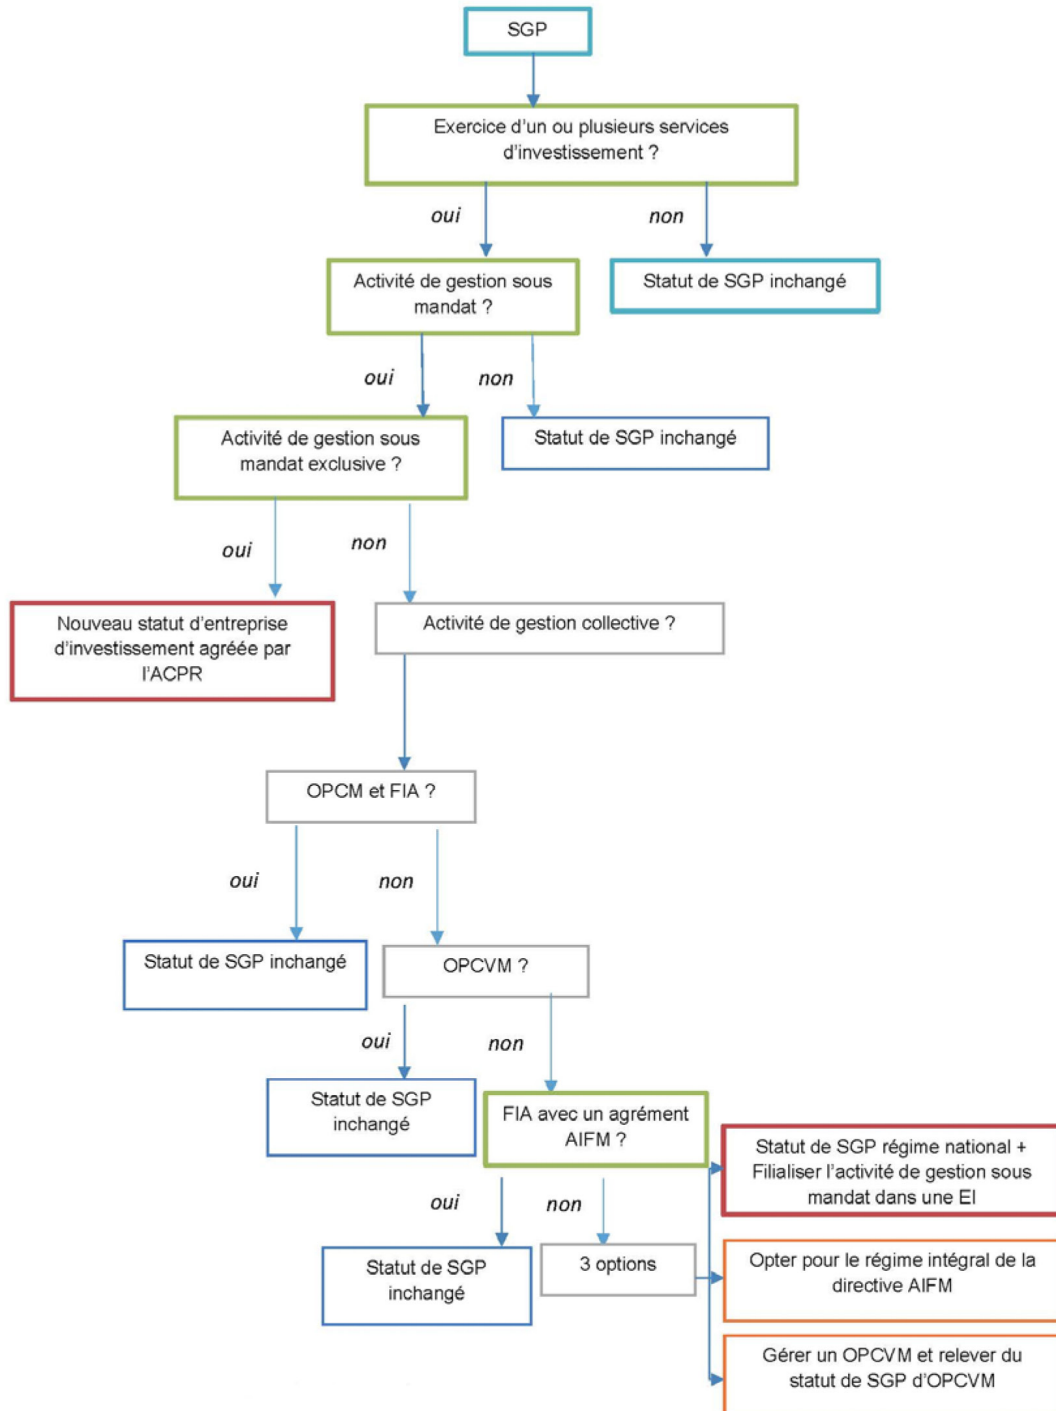 SGP
Exercice d'un ou plusieurs services
d'investissement ?
oui
non
Activité de gestion sous
mandat ?
Statut de SGP inchangé
oui
non
Activité de gestion sous
mandat exclusive ?
Statut de SGP inchangé
oui
non
Nouveau statut d'entreprise
d'investissement agréée par
l'ACPR
Activité de gestion collective ?
OPCM et FIA ?
oui
non
Statut de SGP inchangé
OPCVM ?
oui
non
Statut de SGP
inchangé
FIA avec un agrément
AIFM ?
oui
non
Statut de SGP
inchangé
3 options
Statut de SGP régime national +
Filialiser l'activité de gestion sous
mandat dans une EI
Opter pour le régime intégral de la
directive AIFM
Gérer un OPCVM et relever du
statut de SGP d'OPCVM